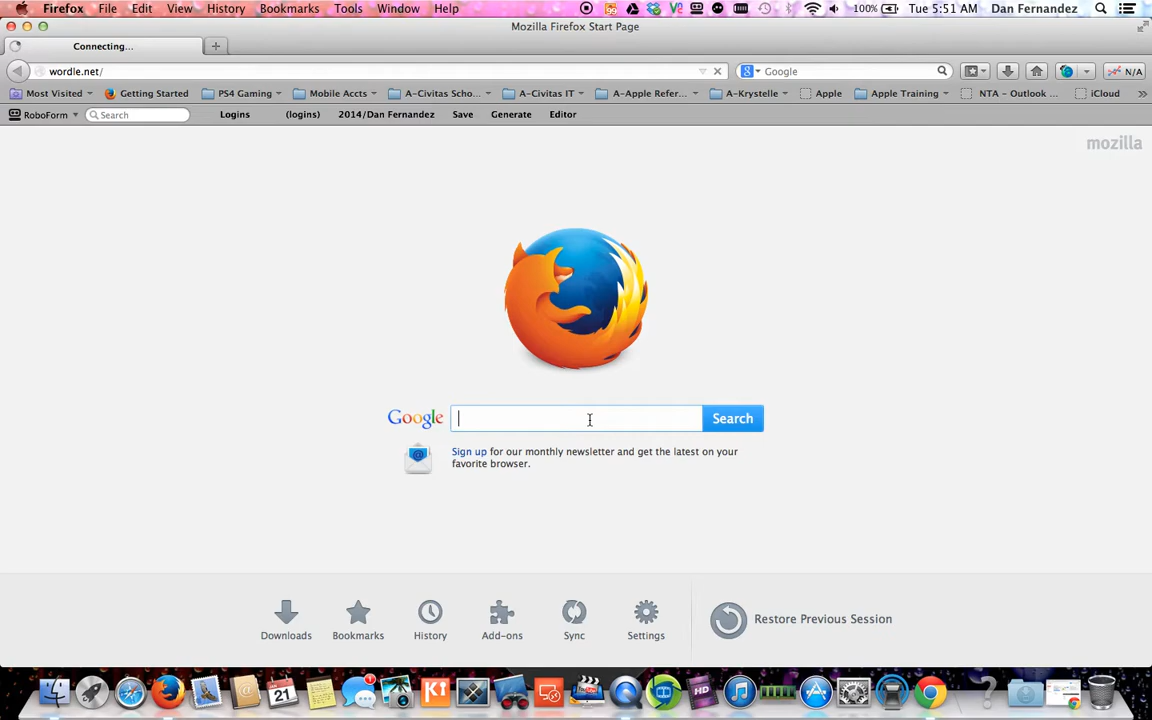 Firefox File Edit View History Bookmarks Tools Window Help 99 100% Tue 5:51 AM Dan Fernandez
Mozilla Firefox Start Page
Connecting...
wordle.net/ Google N/A
Most Visited Getting Started PS4 Gaming Mobile Accts A-Civitas Scho... A-Civitas IT A-Apple Refer... A-Krystelle Apple Apple Training NTA - Outlook ... iCloud
RoboForm Search Logins (logins) 2014/Dan Fernandez Save Generate Editor
mozilla
Google Search
Sign up for our monthly newsletter and get the latest on your
favorite browser.
Downloads Bookmarks History Add-ons Sync Settings Restore Previous Session
21 1 HD